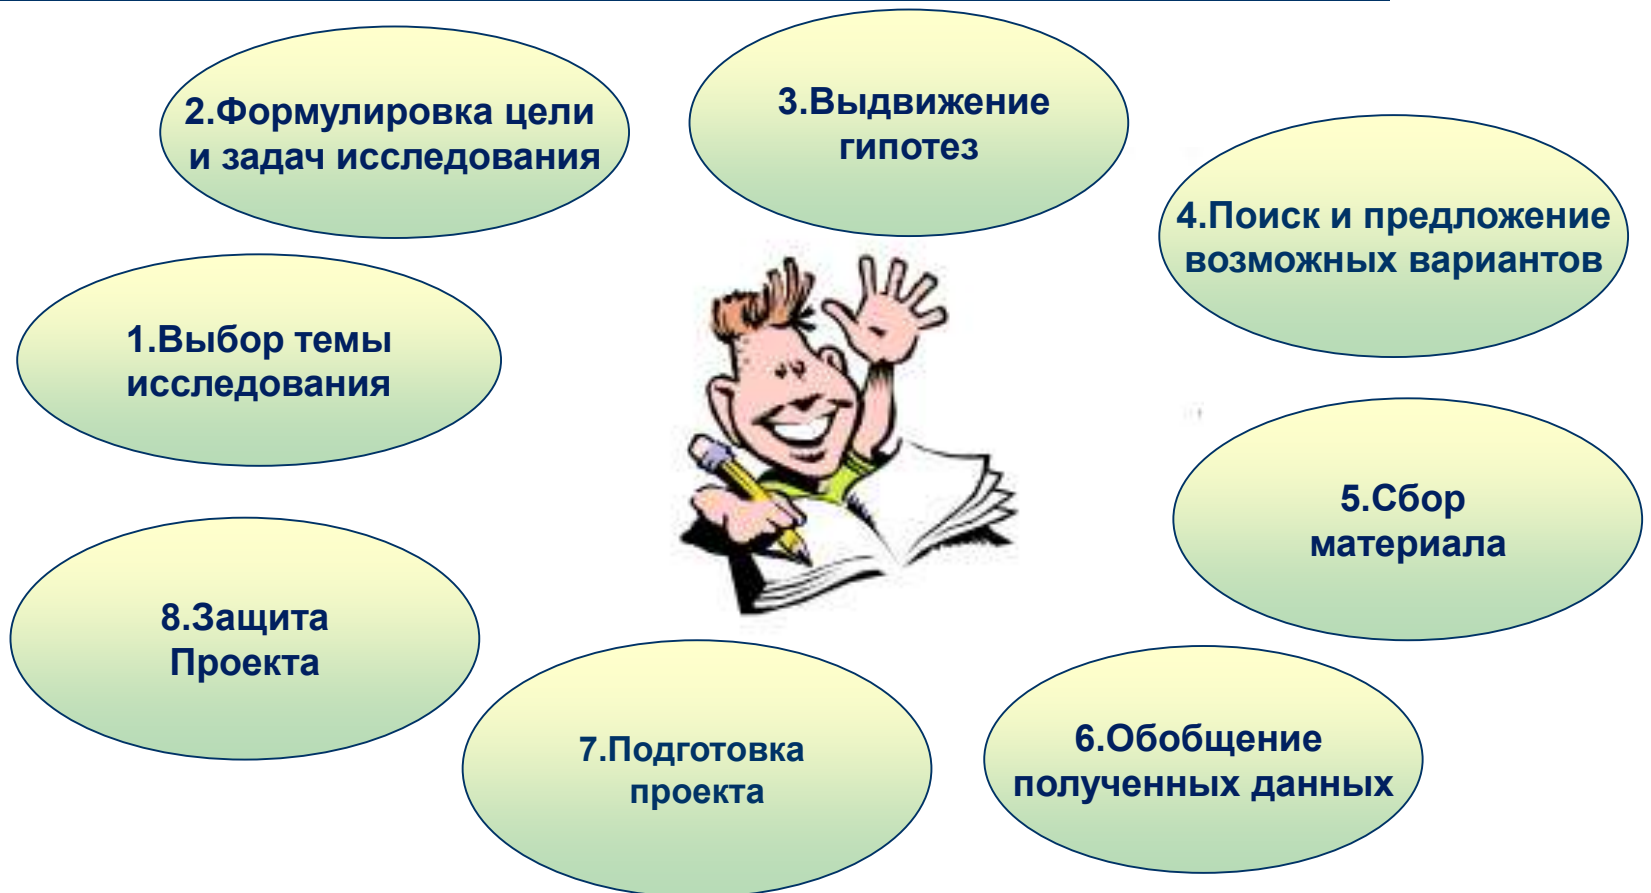 1.Выбор темы
исследования
2.Формулировка цели
и задач исследования
3.Выдвижение
гипотез
4.Поиск и предложение
возможных вариантов
5.Сбор
материала
6.Обобщение
полученных данных
7.Подготовка
проекта
8.Защита
Проекта